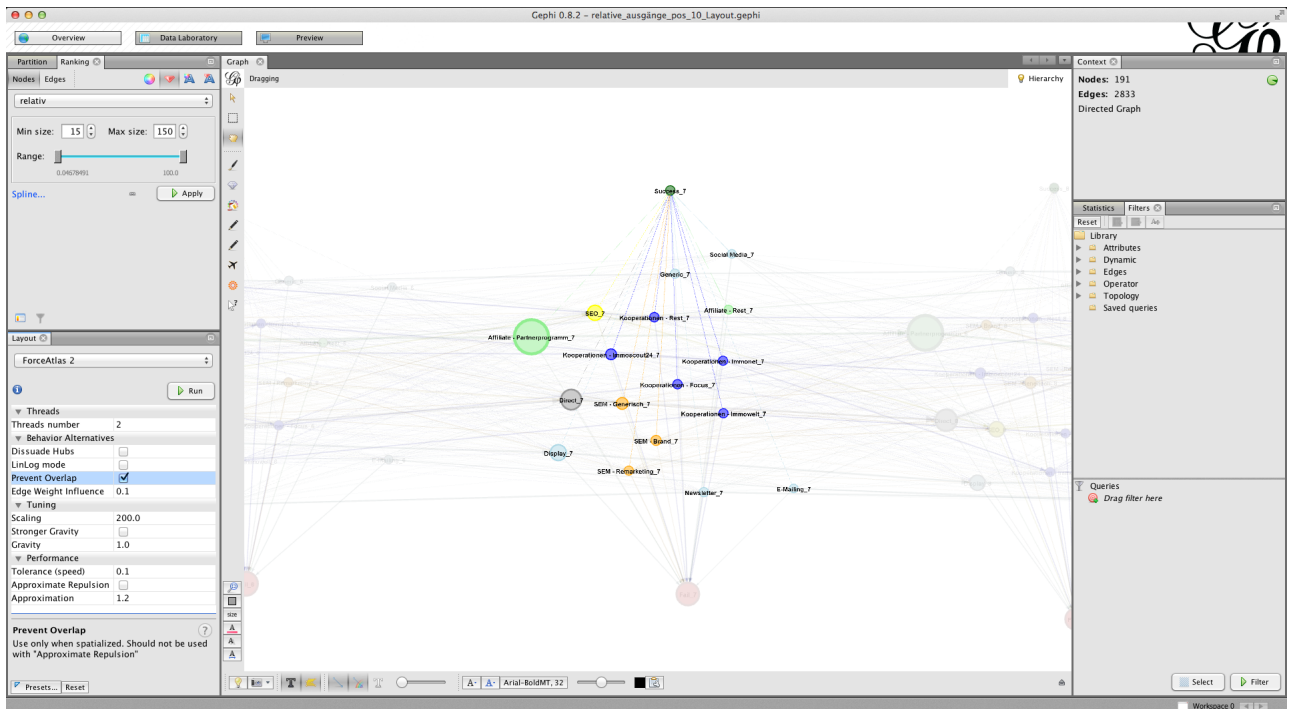 Gephi 0.8.2 - relative_ausgänge_pos_10_Layout.gephi
Overview
Data Laboratory
Preview
Partition
Ranking
Nodes
Edges
relativ
Min size: 15 Max size: 150
Range:
0.04678491 100.0
Spline...
Apply
Layout
ForceAtlas 2
Run
Threads
Threads number 2
Behavior Alternatives
Dissuade Hubs
LinLog mode
Prevent Overlap
Edge Weight Influence 0.1
Tuning
Scaling 200.0
Stronger Gravity
Gravity 1.0
Performance
Tolerance (speed) 0.1
Approximate Repulsion
Approximation 1.2
Prevent Overlap
Use only when spatialized. Should not be used
with "Approximate Repulsion"
Presets... Reset
Graph
Dragging
Hierarchy
size
Success_7
Social Media_7
Generic_7
SEO_7
Kooperationen - Rest_7
Affiliate - Rest_7
Affiliate - Partnerprogramm_7
Kooperationen - Immoscout24_7
Kooperationen - Immonet_7
Kooperationen - Focus_7
Direct_7
SEM - Generisch_7
Kooperationen - Immowelt_7
SEM - Brand_7
Display_7
SEM - Remarketing_7
Newsletter_7
E-Mailing_7
Fail_7
Arial-BoldMT, 32
Context
Nodes: 191
Edges: 2833
Directed Graph
Statistics
Filters
Reset
Library
Attributes
Dynamic
Edges
Operator
Topology
Saved queries
Queries
Drag filter here
Select
Filter
Workspace 0